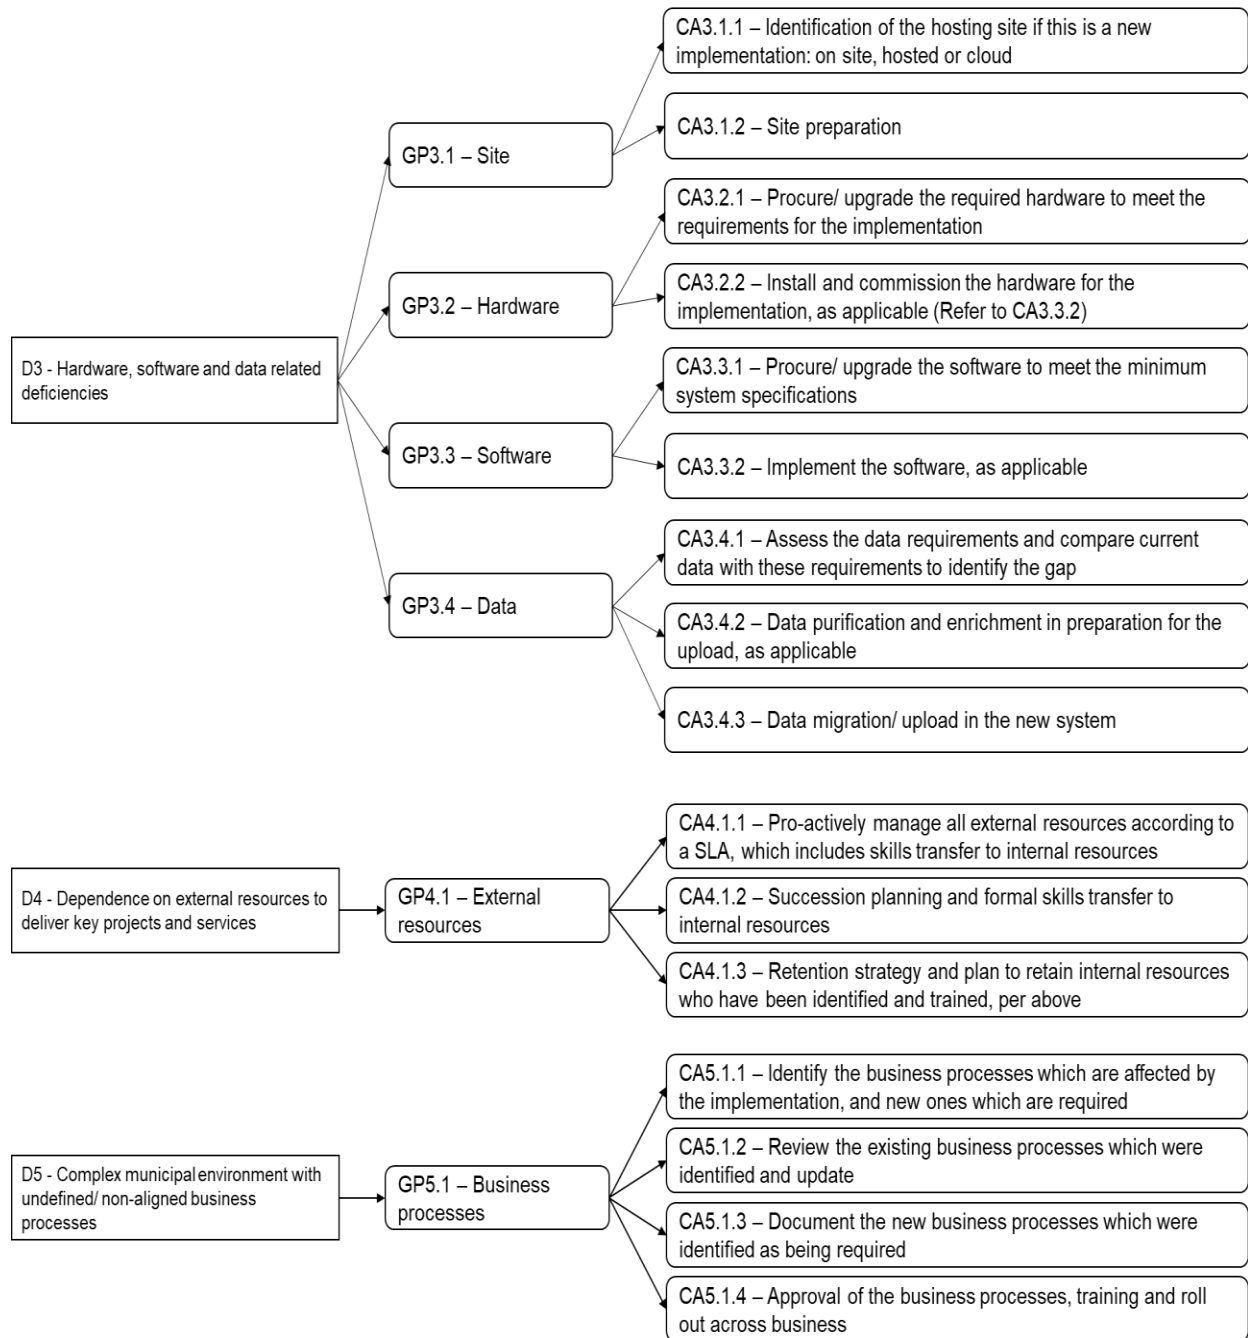 CA3.1.1 – Identification of the hosting site if this is a new
implementation: on site, hosted or cloud
GP3.1 – Site
CA3.1.2 – Site preparation
CA3.2.1 – Procure/ upgrade the required hardware to meet the
requirements for the implementation
GP3.2 – Hardware
CA3.2.2 – Install and commission the hardware for the
implementation, as applicable (Refer to CA3.3.2)
D3 - Hardware, software and data related
deficiencies
CA3.3.1 – Procure/ upgrade the software to meet the minimum
system specifications
GP3.3 – Software
CA3.3.2 – Implement the software, as applicable
CA3.4.1 – Assess the data requirements and compare current
data with these requirements to identify the gap
GP3.4 – Data
CA3.4.2 – Data purification and enrichment in preparation for the
upload, as applicable
CA3.4.3 – Data migration/ upload in the new system
CA4.1.1 – Pro-actively manage all external resources according to
a SLA, which includes skills transfer to internal resources
D4 - Dependence on external resources to
deliver key projects and services
GP4.1 – External
resources
CA4.1.2 – Succession planning and formal skills transfer to
internal resources
CA4.1.3 – Retention strategy and plan to retain internal resources
who have been identified and trained, per above
CA5.1.1 – Identify the business processes which are affected by
the implementation, and new ones which are required
D5 - Complex municipal environment with
undefined/ non-aligned business
processes
GP5.1 – Business
processes
CA5.1.2 – Review the existing business processes which were
identified and update
CA5.1.3 – Document the new business processes which were
identified as being required
CA5.1.4 – Approval of the business processes, training and roll
out across business